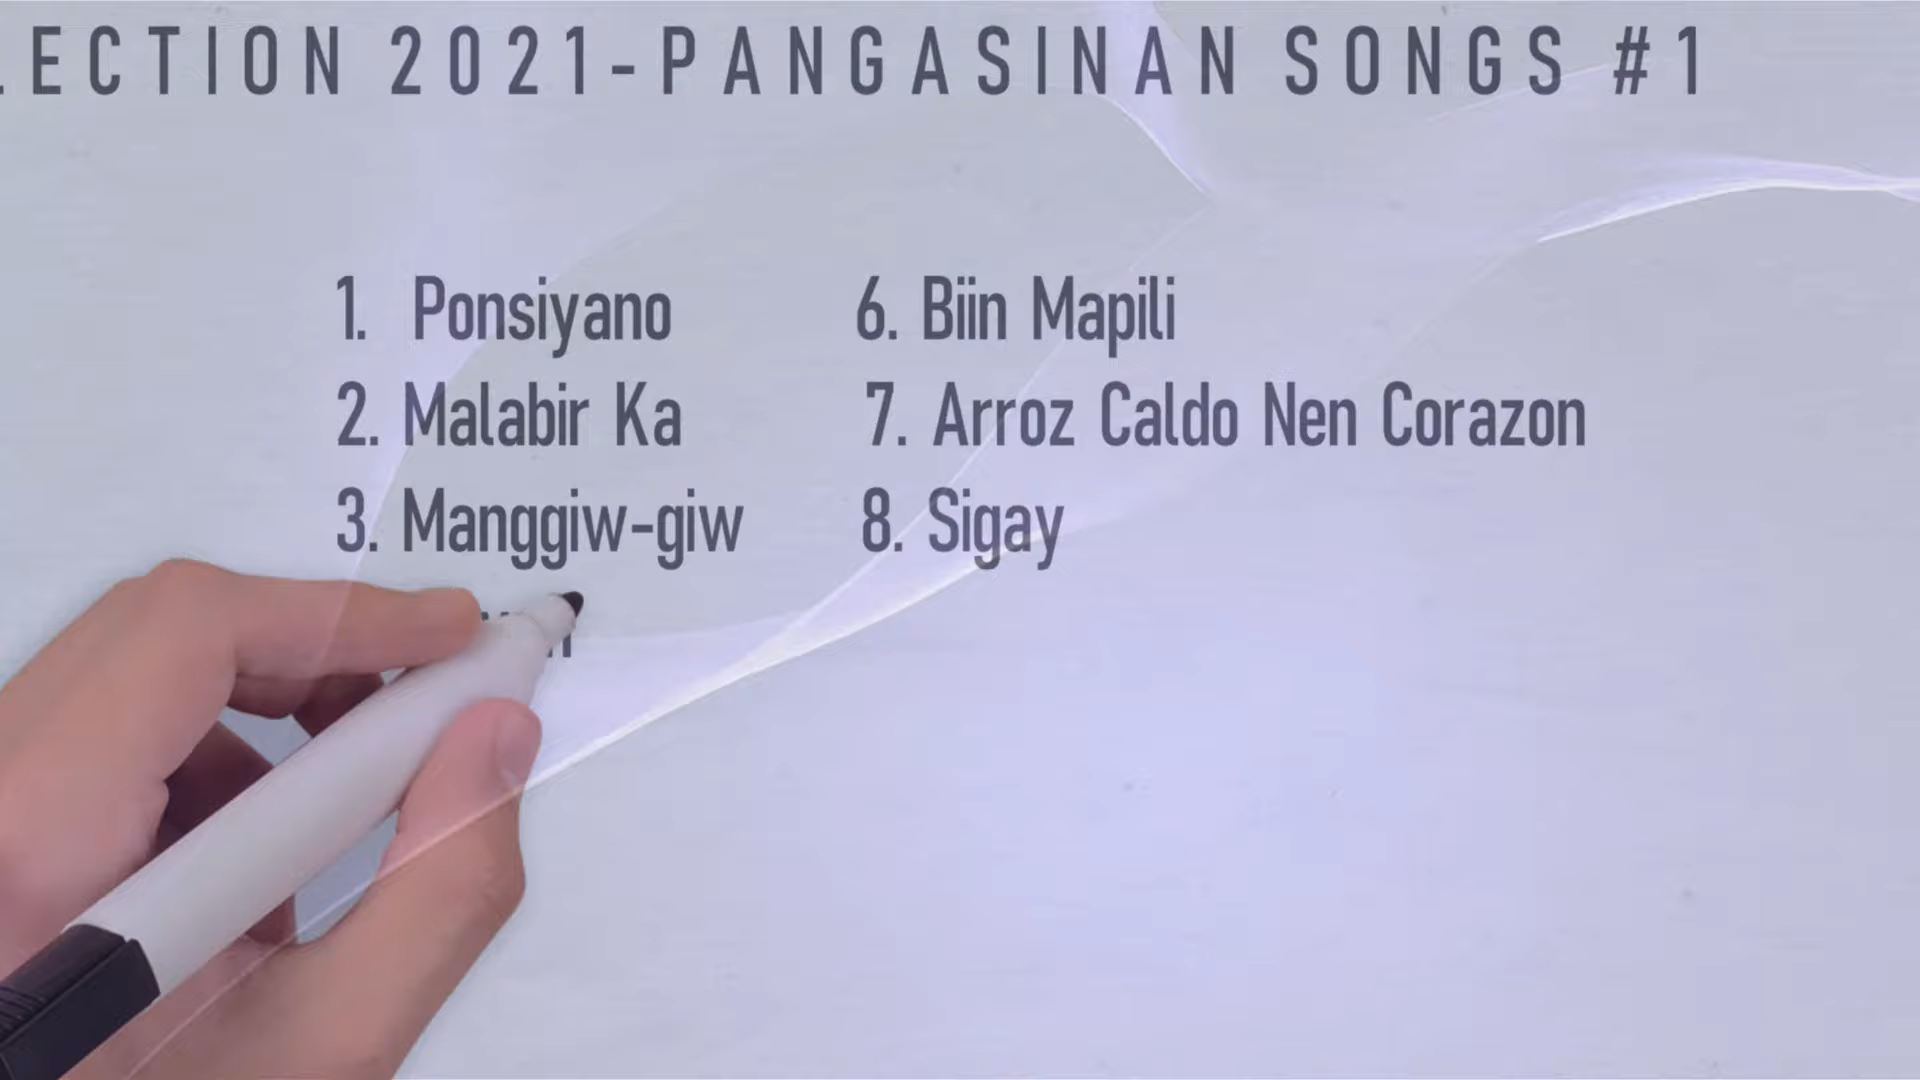 LECTION 2021-PANGASINAN SONGS #1
1. Ponsiyano
2. Malabir Ka
3. Manggiw-giw
6. Biin Mapili
7. Arroz Caldo Nen Corazon
8. Sigay